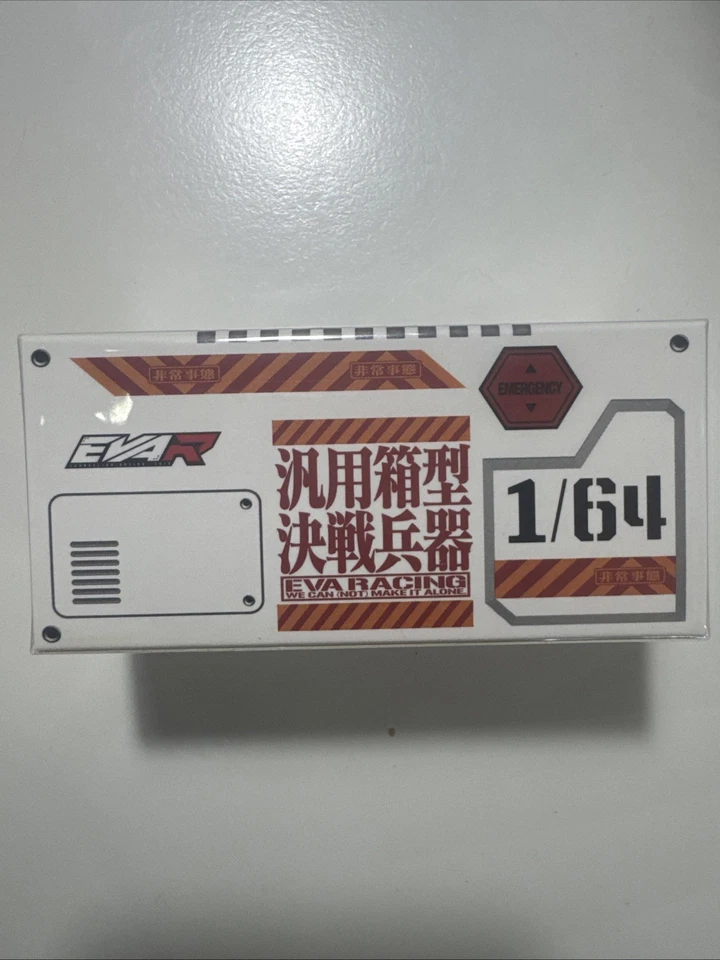 非常事態
非常事態
EMERGENCY
EVAR
汎用箱型
決戦兵器
EVA RACING
WE CAN (NOT) MAKE IT ALONE.
1/64
非常事態